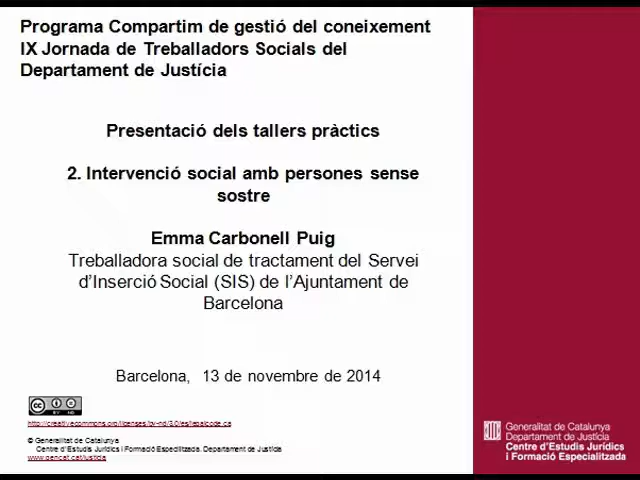 Programa Compartim de gestió del coneixement
IX Jornada de Treballadors Socials del
Departament de Justícia
Presentació dels tallers pràctics
2. Intervenció social amb persones sense
sostre
Emma Carbonell Puig
Treballadora social de tractament del Servei
d'Inserció Social (SIS) de l'Ajuntament de
Barcelona
Barcelona, 13 de novembre de 2014
http://creativecommons.org/licenses/by-nd/3.0/es/legalcode.ca
© Generalitat de Catalunya
Centre d'Estudis Jurídics i Formació Especialitzada. Departament de Justícia
www.gencat.cat/justicia
Generalitat de Catalunya
Departament de Justícia
Centre d'Estudis Jurídics
i Formació Especialitzada